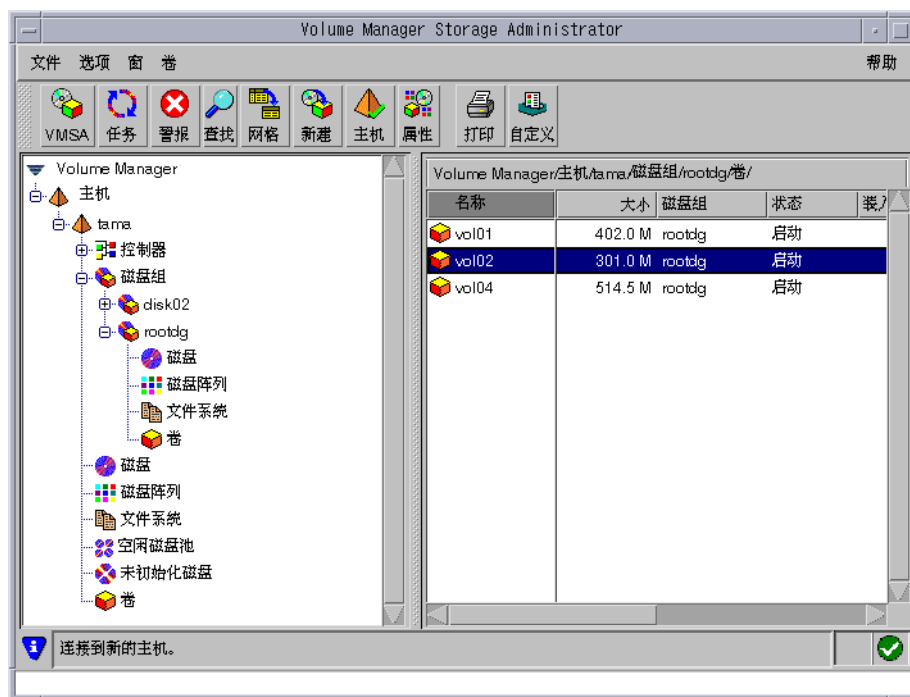 Volume Manager Storage Administrator
文件 选项 窗 卷 帮助
VMSA 任务 警报 查找 网格 新建 主机 属性 打印 自定义
Volume Manager
主机
tama
控制器
磁盘组
disk02
rootdg
磁盘
磁盘阵列
文件系统
卷
磁盘
磁盘阵列
文件系统
空闲磁盘池
未初始化磁盘
卷
Volume Manager/主机/tama/磁盘组/rootdg/卷/
名称 大小 磁盘组 状态 装入
vol01 402.0 M rootdg 启动
vol02 301.0 M rootdg 启动
vol04 514.5 M rootdg 启动
连接到新的主机。